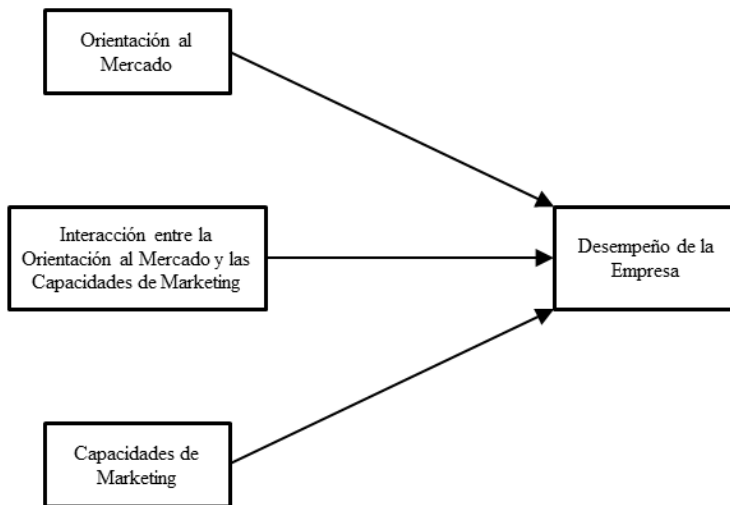 Orientación al
Mercado
Interacción entre la
Orientación al Mercado y las
Capacidades de Marketing
Desempeño de la
Empresa
Capacidades de
Marketing